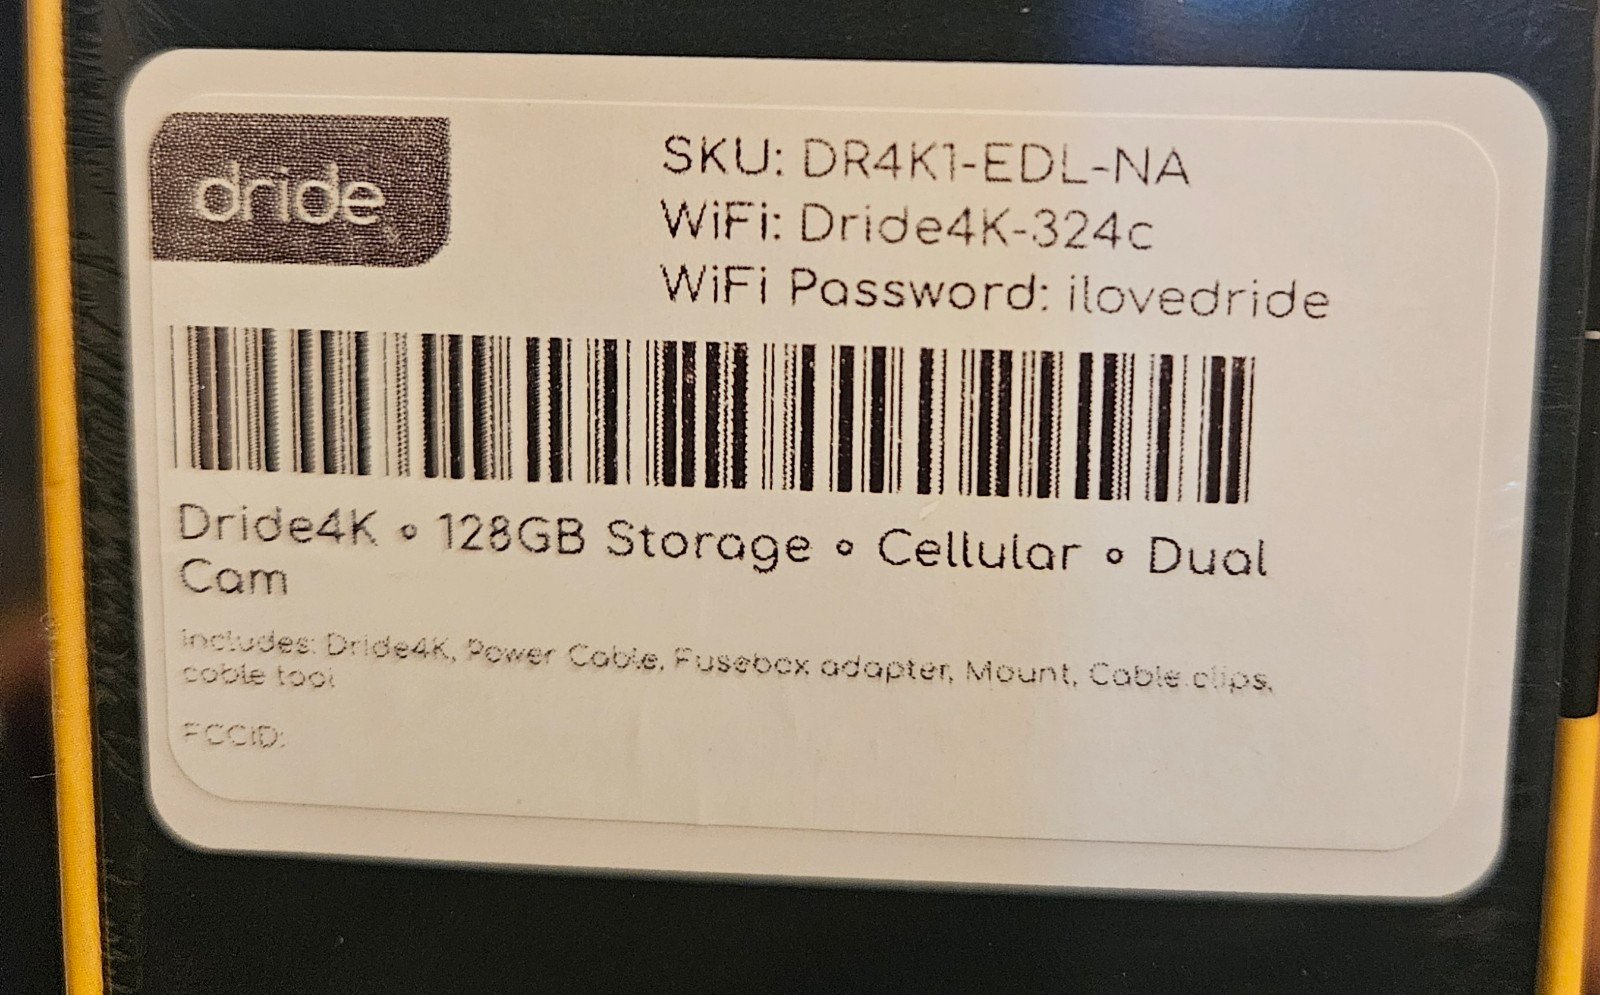 dride
SKU: DR4K1-EDL-NA
WiFi: Dride4K-324c
WiFi Password: ilovedride
Dride4K • 128GB Storage • Cellular • Dual
Cam
includes: Dride4K, Power Cable, Fusebox adapter, Mount, Cable clips,
cable tool
FCCID: